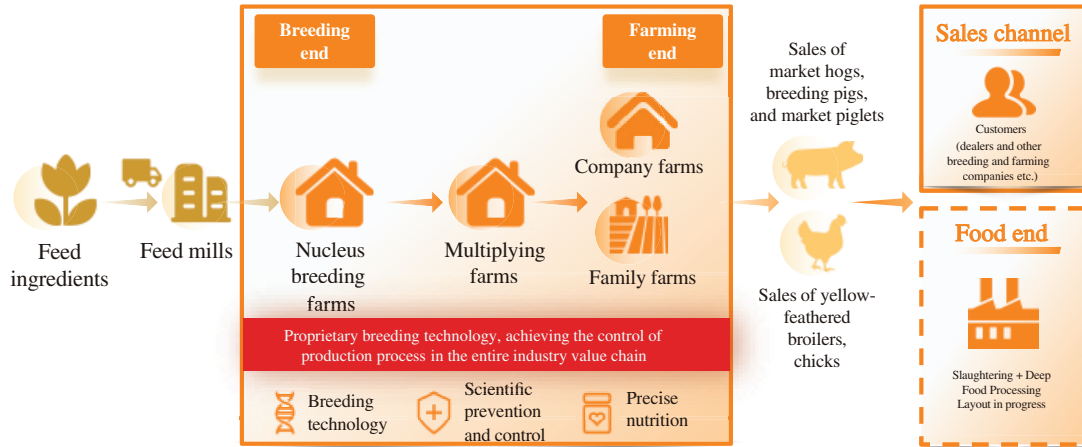 Feed
ingredients
Feed mills
Breeding
end
Farming
end
Nucleus
breeding
farms
Multiplying
farms
Company farms
Family farms
Proprietary breeding technology, achieving the control of
production process in the entire industry value chain
Breeding
technology
Scientific
prevention
and control
Precise
nutrition
Sales of
market hogs,
breeding pigs,
and market piglets
Sales of yellow-
feathered
broilers,
chicks
Sales channel
Customers
(dealers and other
breeding and farming
companies etc.)
Food end
Slaughtering + Deep
Food Processing
Layout in progress